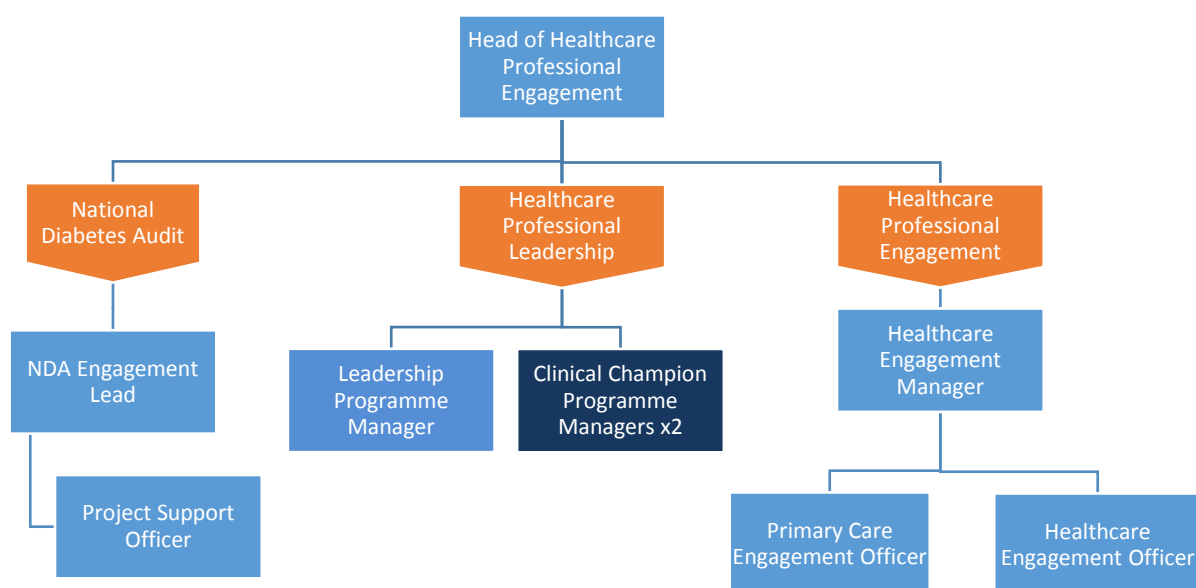 Head of Healthcare
Professional
Engagement
National
Diabetes Audit
Healthcare
Professional
Leadership
Healthcare
Professional
Engagement
NDA Engagement
Lead
Leadership
Programme
Manager
Clinical Champion
Programme
Managers x2
Healthcare
Engagement
Manager
Project Support
Officer
Primary Care
Engagement Officer
Healthcare
Engagement Officer